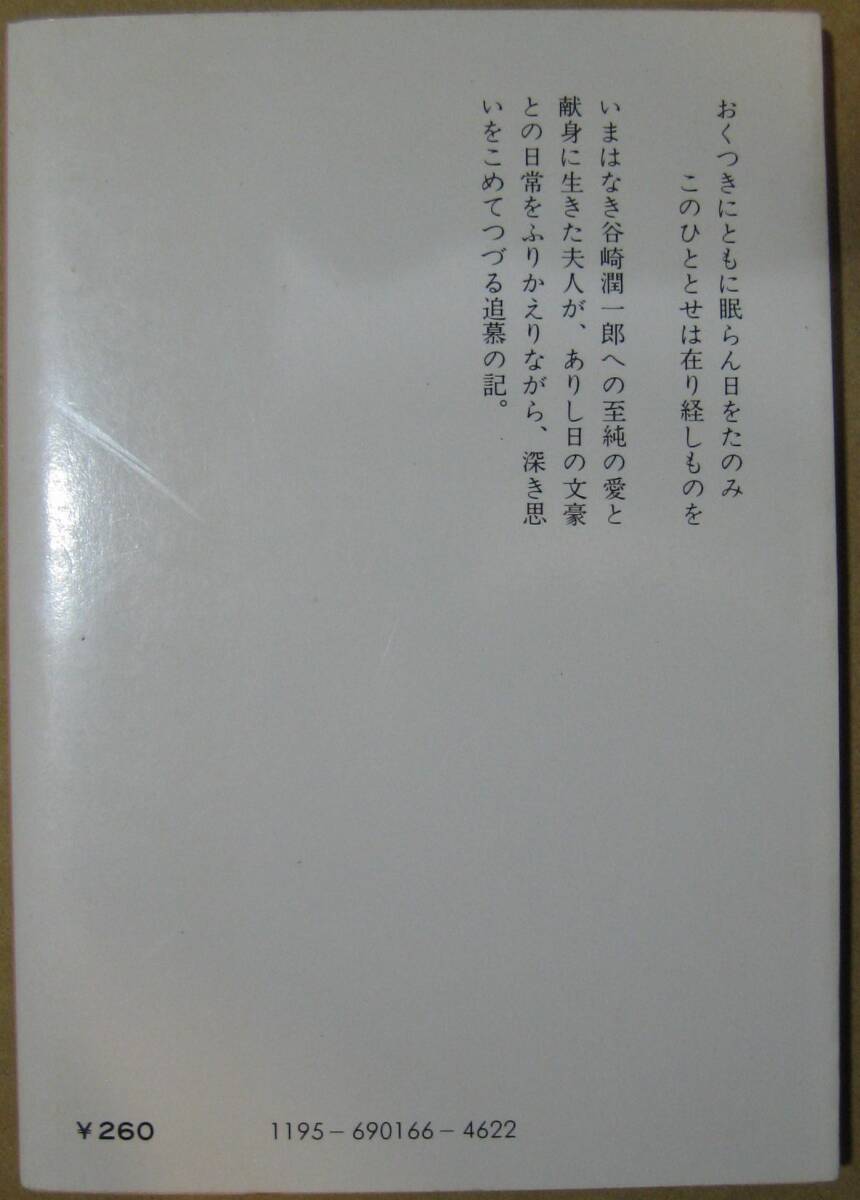 おくつきにともに眠らん日をたのみ
このひととせは在り経しものを
いまはなき谷崎潤一郎への至純の愛と
献身に生きた夫人が、ありし日の文豪
との日常をふりかえりながら、深き思
いをこめてつづる追慕の記。
¥260
1195-690166-4622